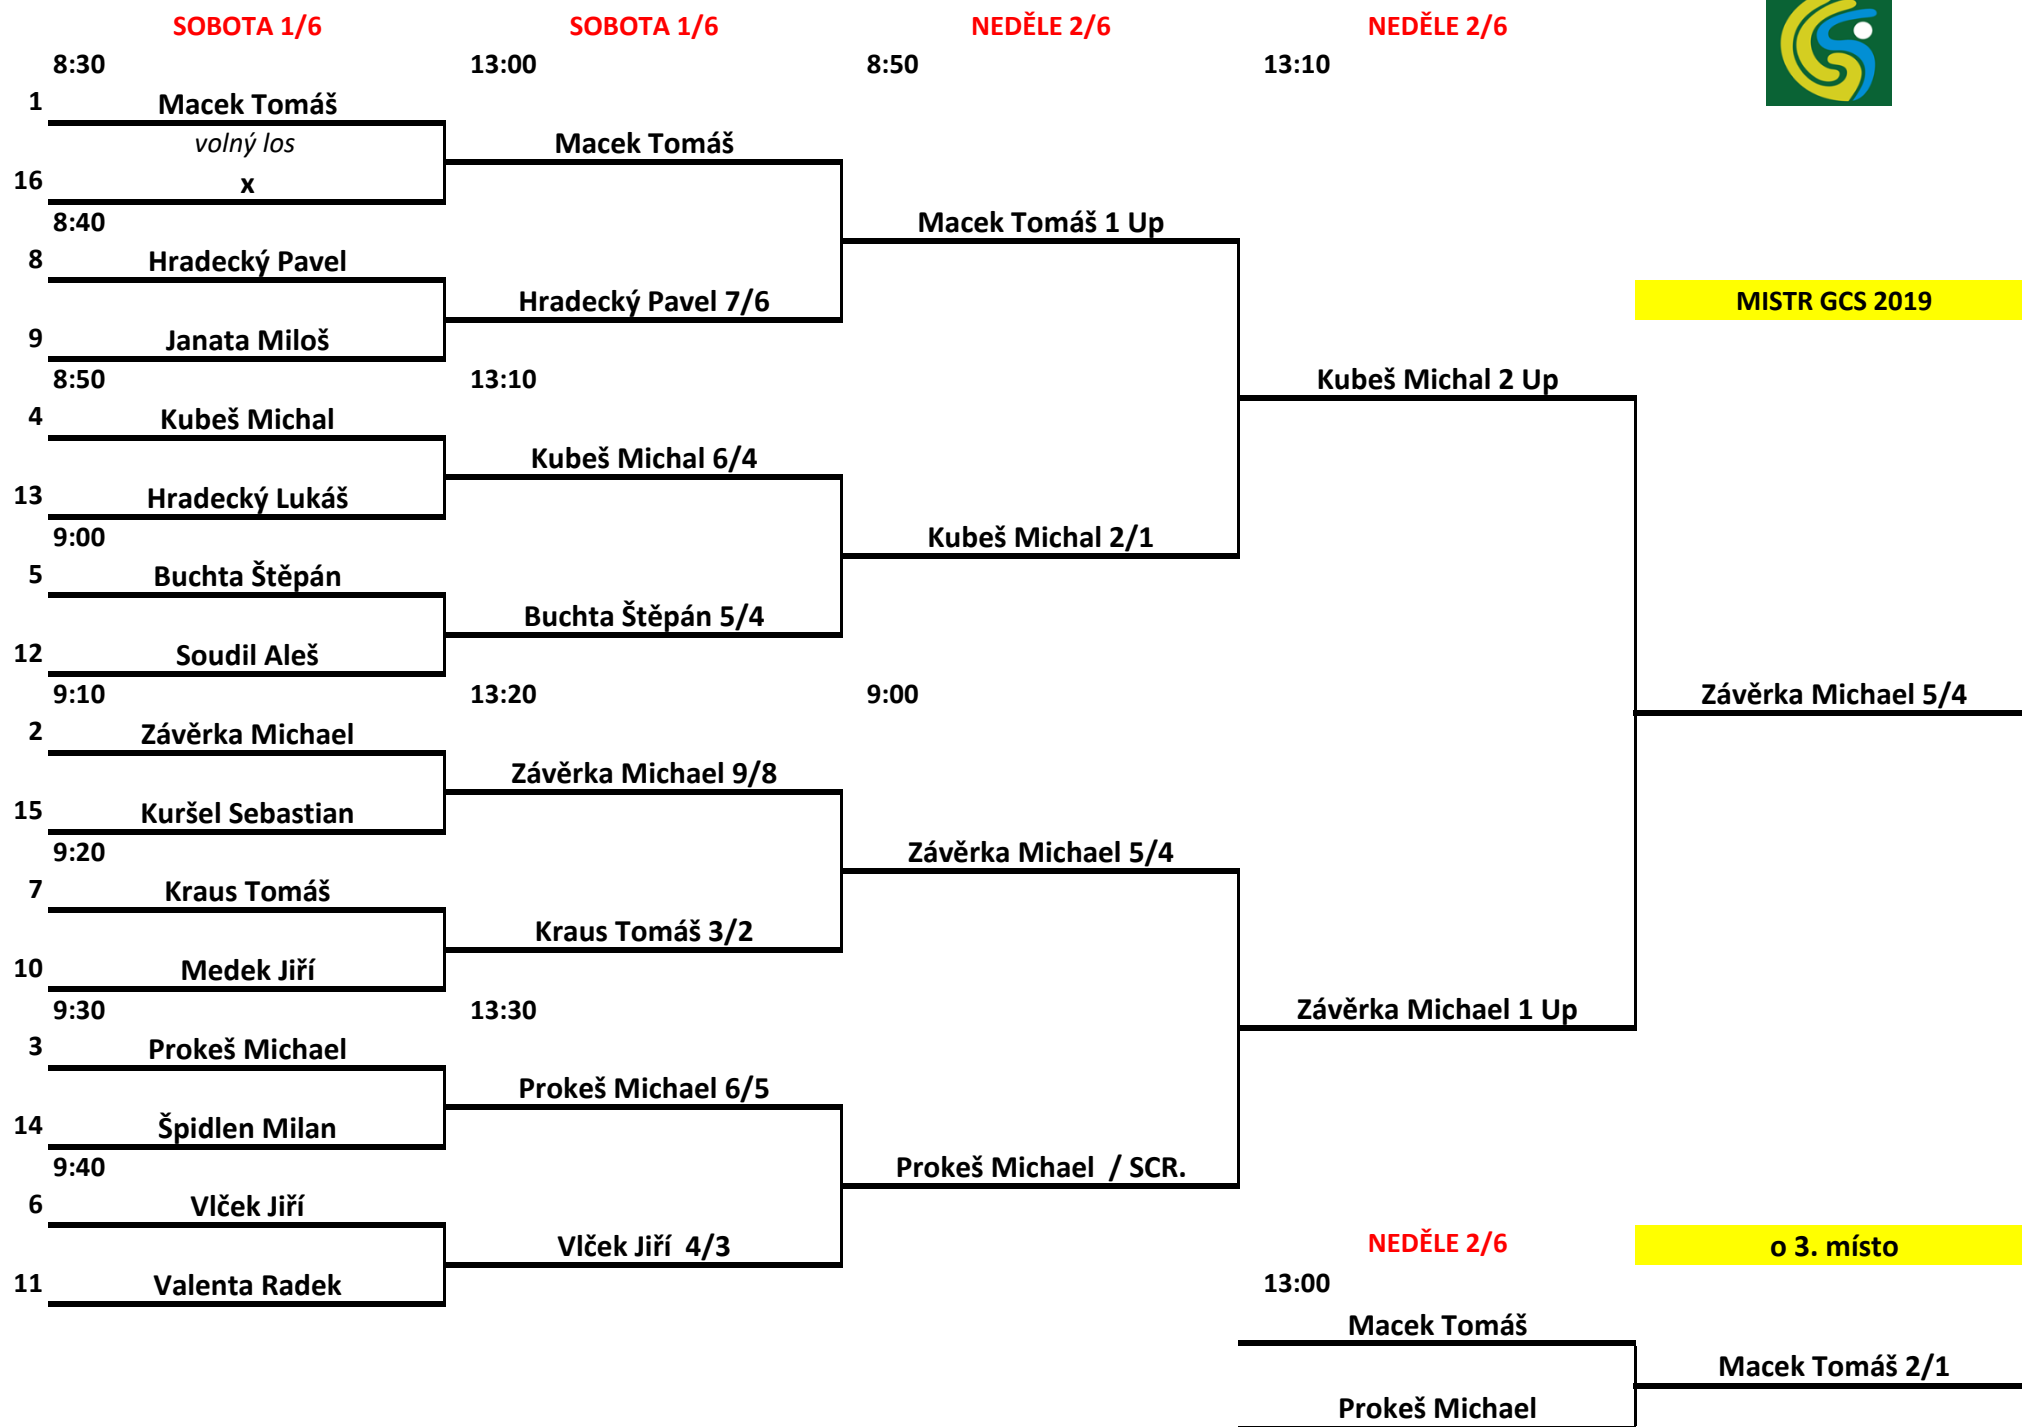 SOBOTA 1/6 SOBOTA 1/6 NEDĚLE 2/6 NEDĚLE 2/6
8:30 13:00 8:50 13:10
1 Macek Tomáš
volný los Macek Tomáš
16 x
8:40 Macek Tomáš 1 Up
8 Hradecký Pavel
Hradecký Pavel 7/6 MISTR GCS 2019
9 Janata Miloš
8:50 13:10 Kubeš Michal 2 Up
4 Kubeš Michal
Kubeš Michal 6/4
13 Hradecký Lukáš
9:00 Kubeš Michal 2/1
5 Buchta Štěpán
Buchta Štěpán 5/4
12 Soudil Aleš
9:10 13:20 9:00 Závěrka Michael 5/4
2 Závěrka Michael
Závěrka Michael 9/8
15 Kuršel Sebastian
9:20 Závěrka Michael 5/4
7 Kraus Tomáš
Kraus Tomáš 3/2
10 Medek Jiří
9:30 13:30 Závěrka Michael 1 Up
3 Prokeš Michael
Prokeš Michael 6/5
14 Špidlen Milan
9:40 Prokeš Michael / SCR.
6 Vlček Jiří
Vlček Jiří 4/3 NEDĚLE 2/6 o 3. místo
11 Valenta Radek 13:00
Macek Tomáš
Macek Tomáš 2/1
Prokeš Michael